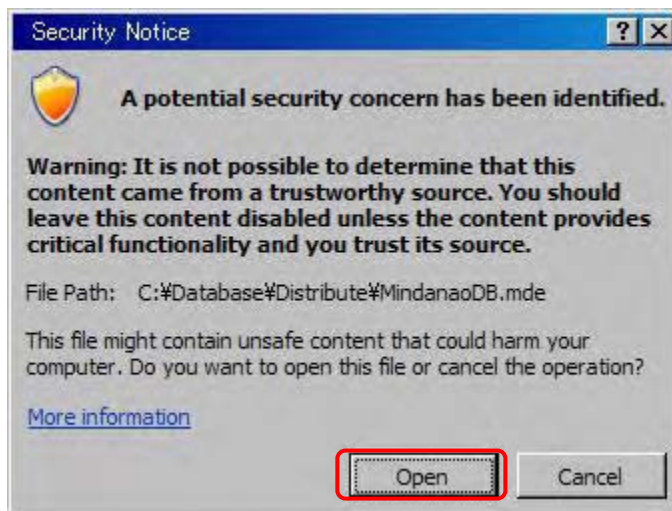 Security Notice
A potential security concern has been identified.
Warning: It is not possible to determine that this
content came from a trustworthy source. You should
leave this content disabled unless the content provides
critical functionality and you trust its source.
File Path: C:¥Database¥Distribute¥MindanaoDB.mde
This file might contain unsafe content that could harm your
computer. Do you want to open this file or cancel the operation?
More information
Open Cancel